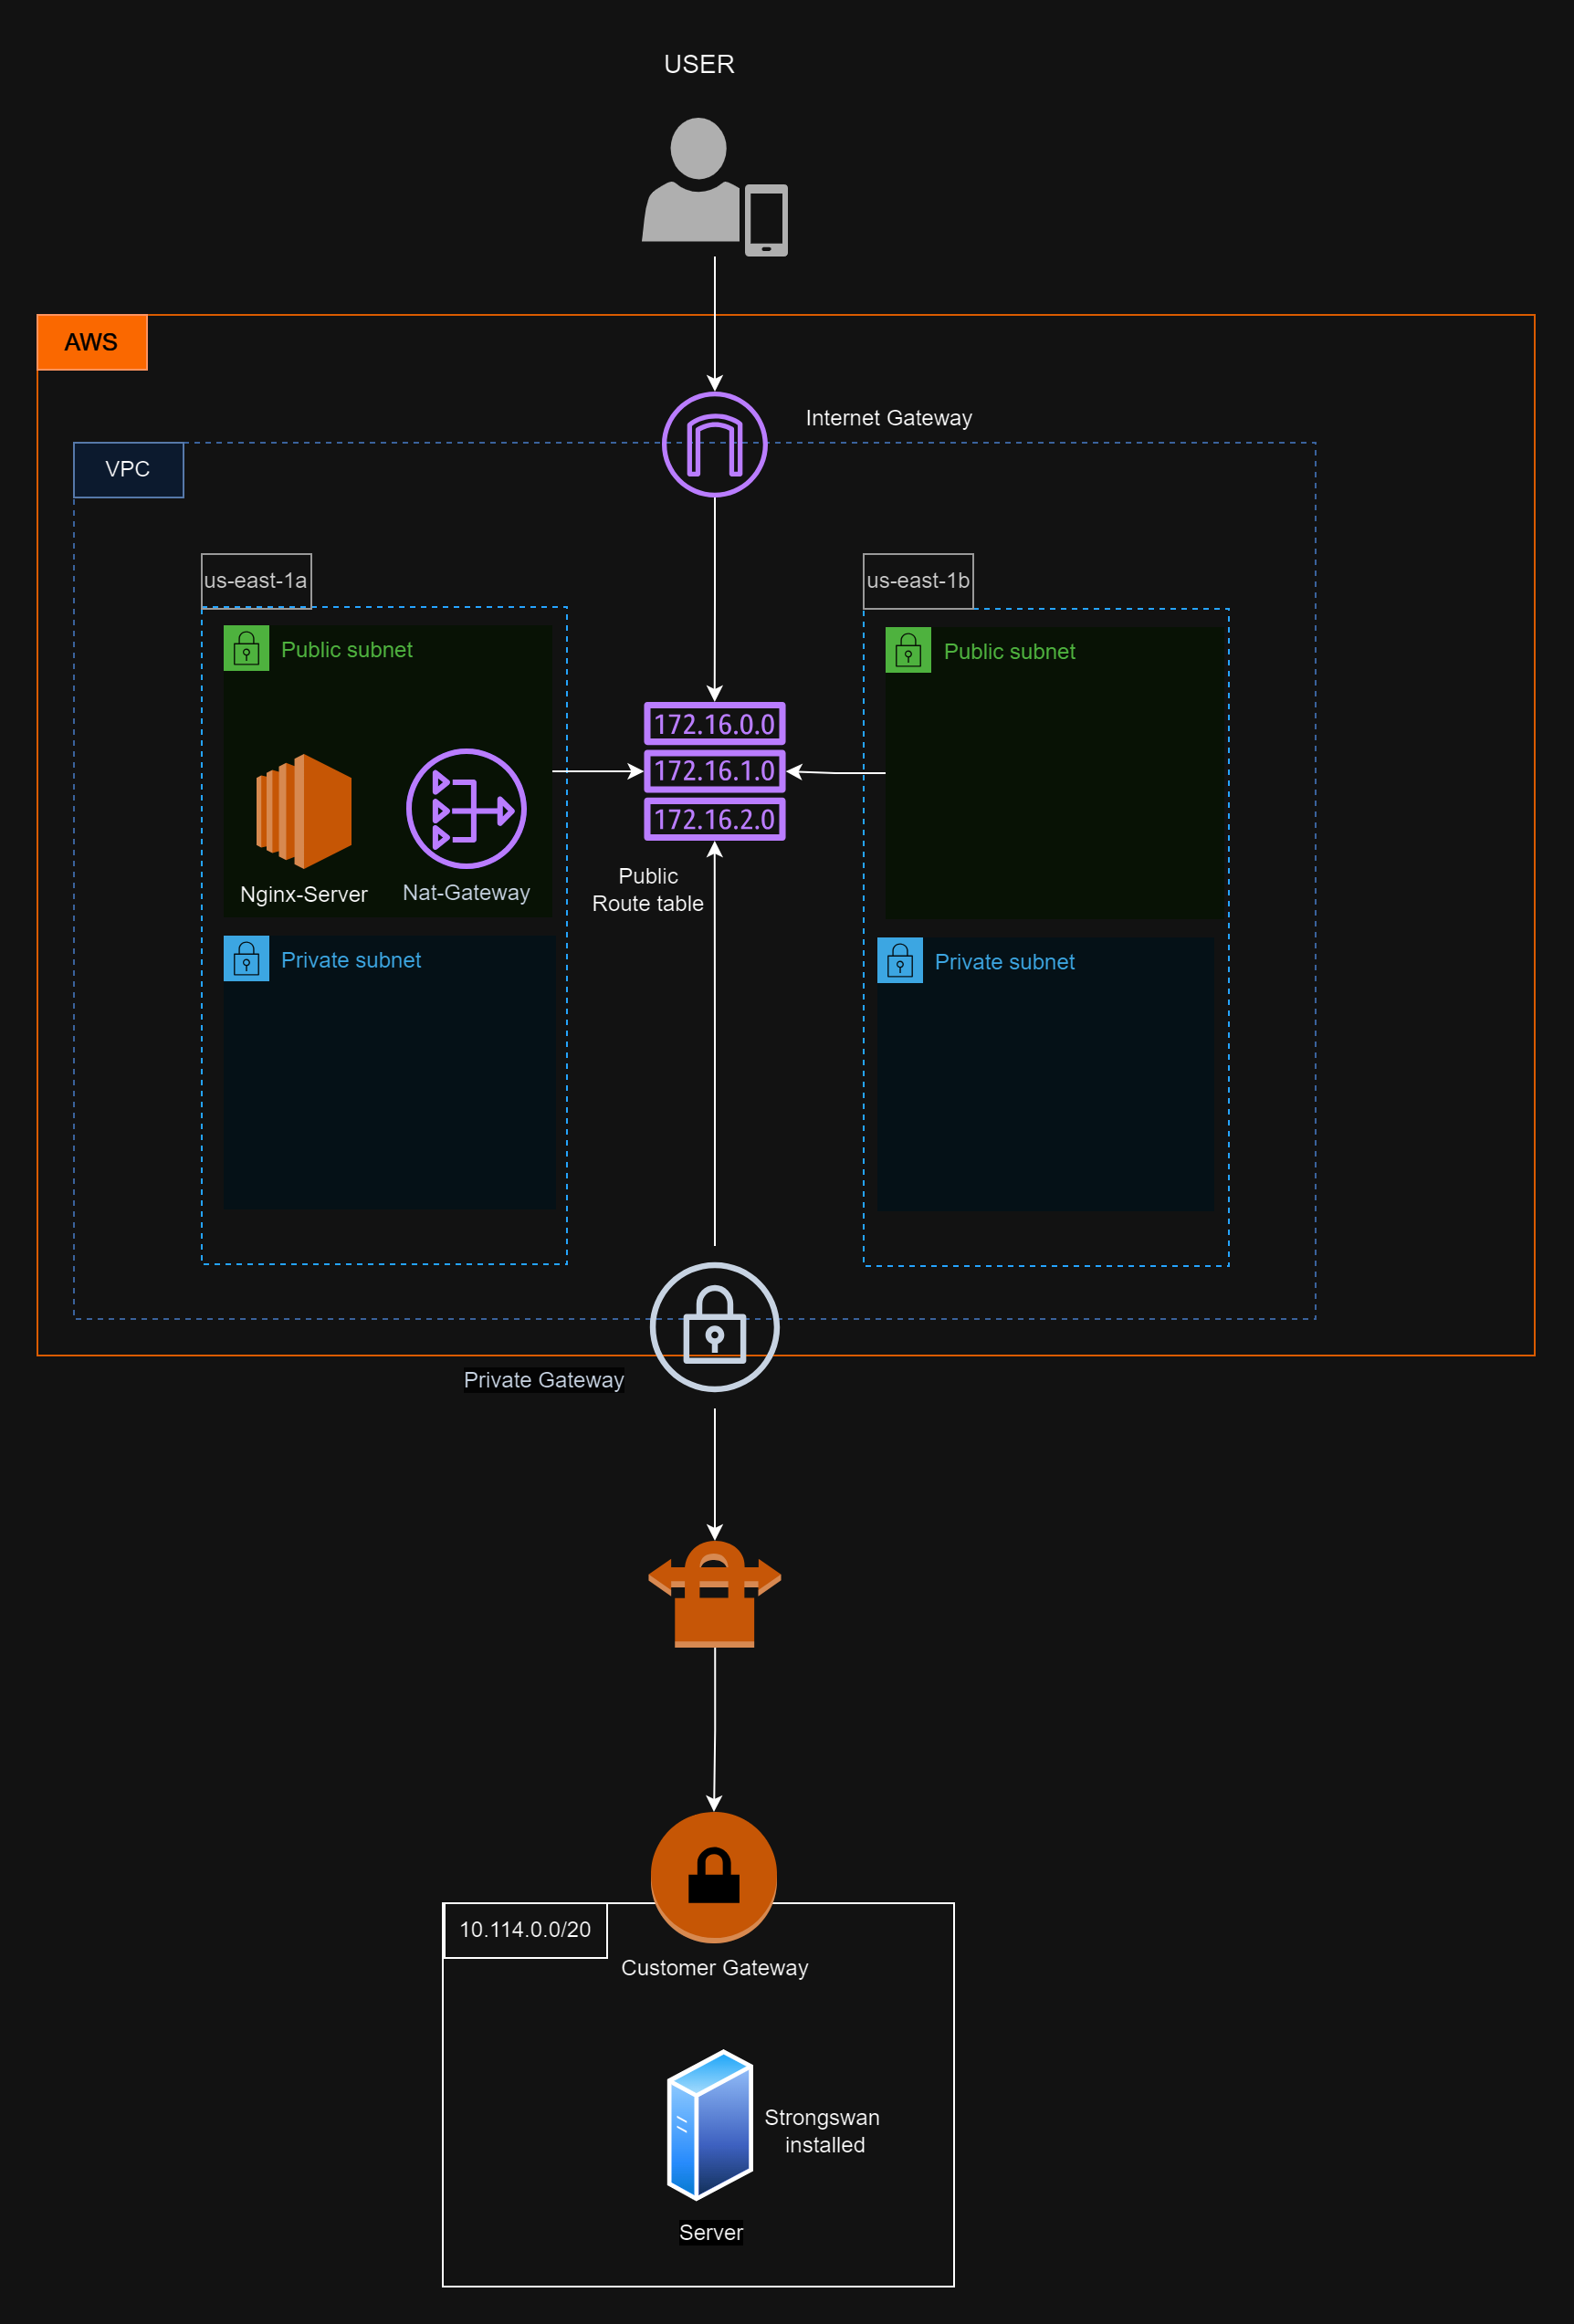 USER
AWS
Internet Gateway
VPC
us-east-1a
us-east-1b
Public subnet
Public subnet
172.16.0.0
172.16.1.0
172.16.2.0
Nginx-Server
Nat-Gateway
Public
Route table
Private subnet
Private subnet
Private Gateway
10.114.0.0/20
Customer Gateway
Strongswan
installed
Server